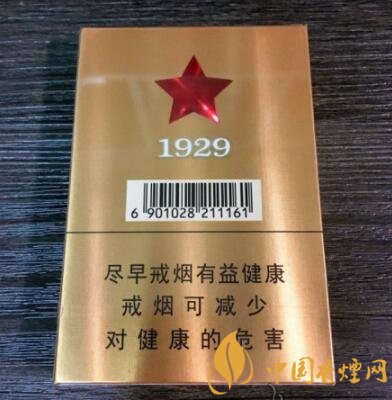 1929
6 901028 211161
尽早戒烟有益健康
戒烟可减少
对健康的危害
中国香烟网